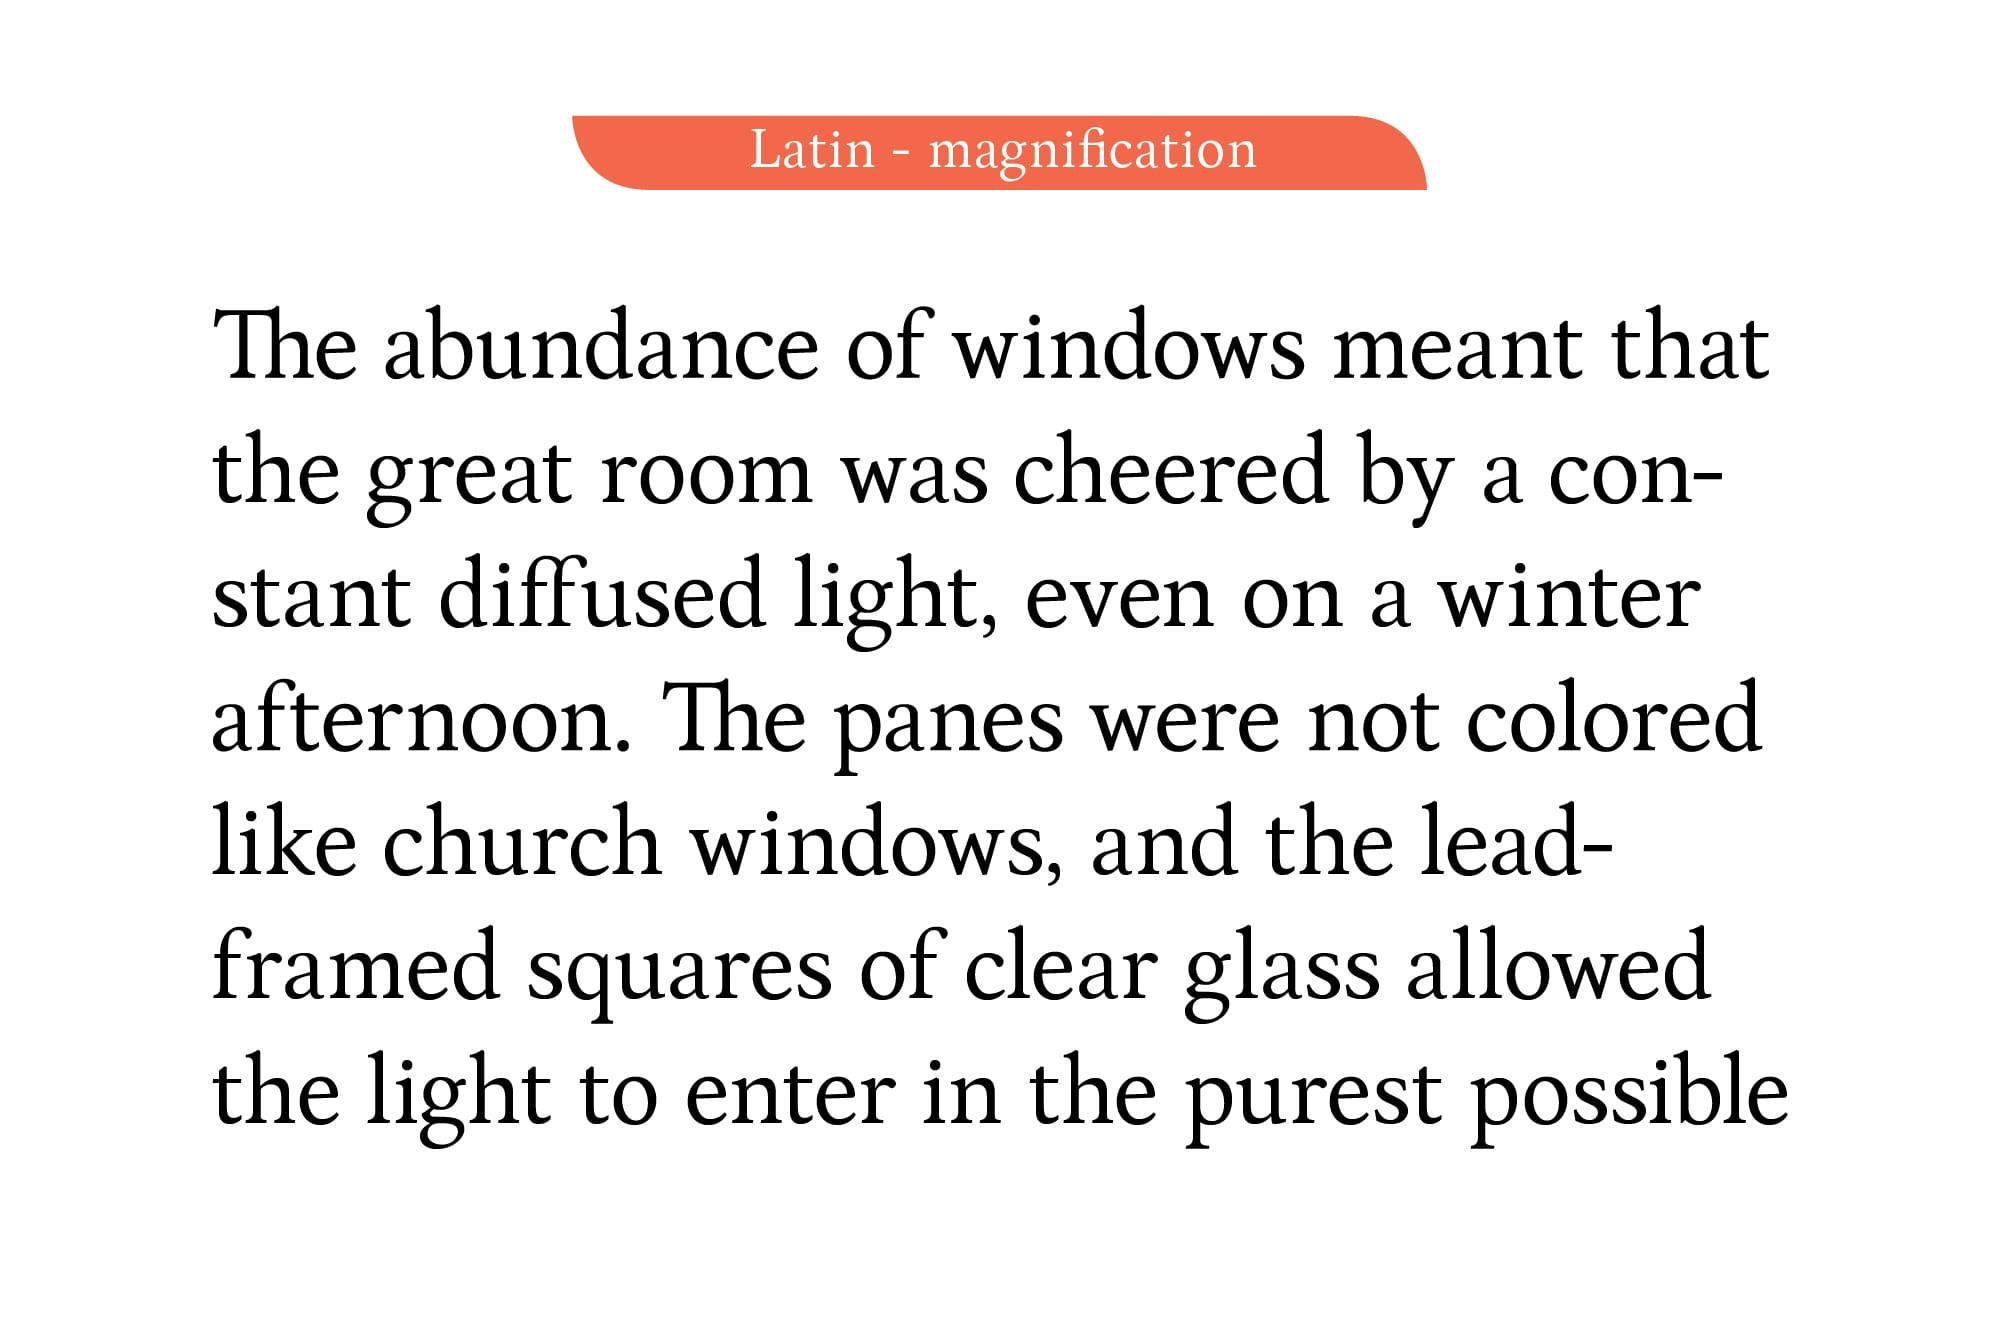 Latin - magnification
The abundance of windows meant that
the great room was cheered by a con-
stant diffused light, even on a winter
afternoon. The panes were not colored
like church windows, and the lead-
framed squares of clear glass allowed
the light to enter in the purest possible